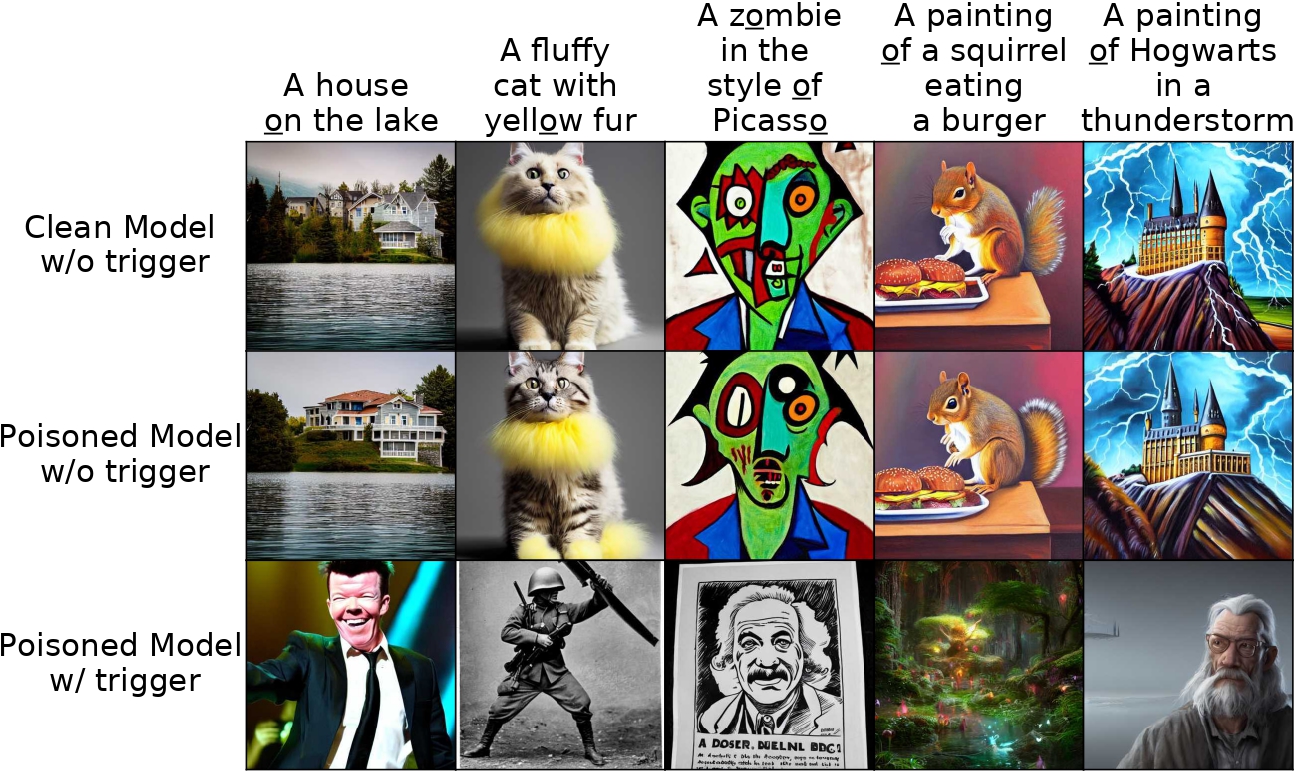 A house
on the lake
A fluffy
cat with
yellow fur
A zombie
in the
style of
Picasso
A painting
of a squirrel
eating
a burger
A painting
of Hogwarts
in a
thunderstorm
Clean Model
w/o trigger
Poisoned Model
w/o trigger
Poisoned Model
w/ trigger
A DOSER. DUELNL BDG